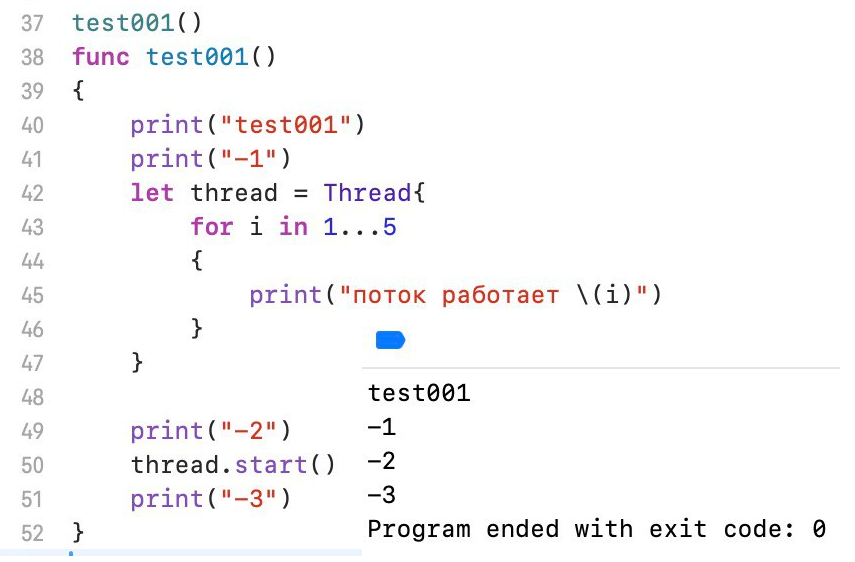 37 test001()
38 func test001()
39 {
40 print("test001")
41 print("-1")
42 let thread = Thread{
43 for i in 1...5
44 {
45 print("поток работает \(i)")
46 }
47 }
48
49 print("-2")
50 thread.start()
51 print("-3")
52 }
test001
-1
-2
-3
Program ended with exit code: 0